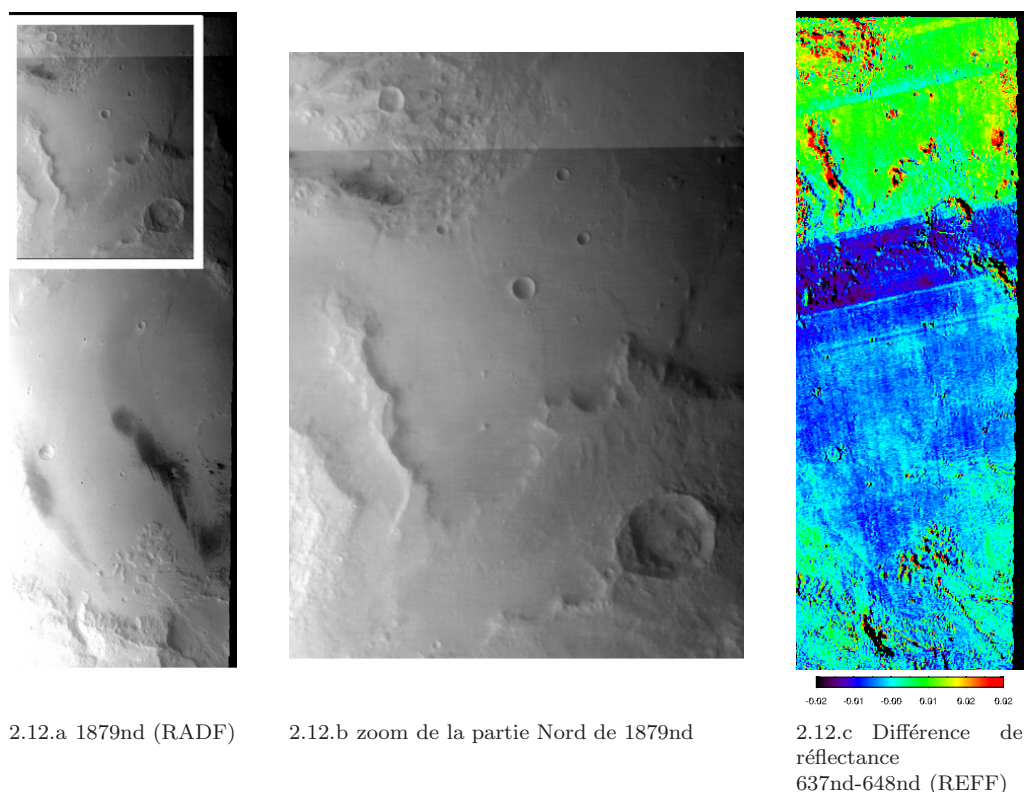 -0.02 -0.01 -0.00 0.01 0.02 0.02
2.12.a 1879nd (RADF)
2.12.b zoom de la partie Nord de 1879nd
2.12.c Différence de
réflectance
637nd-648nd (REFF)